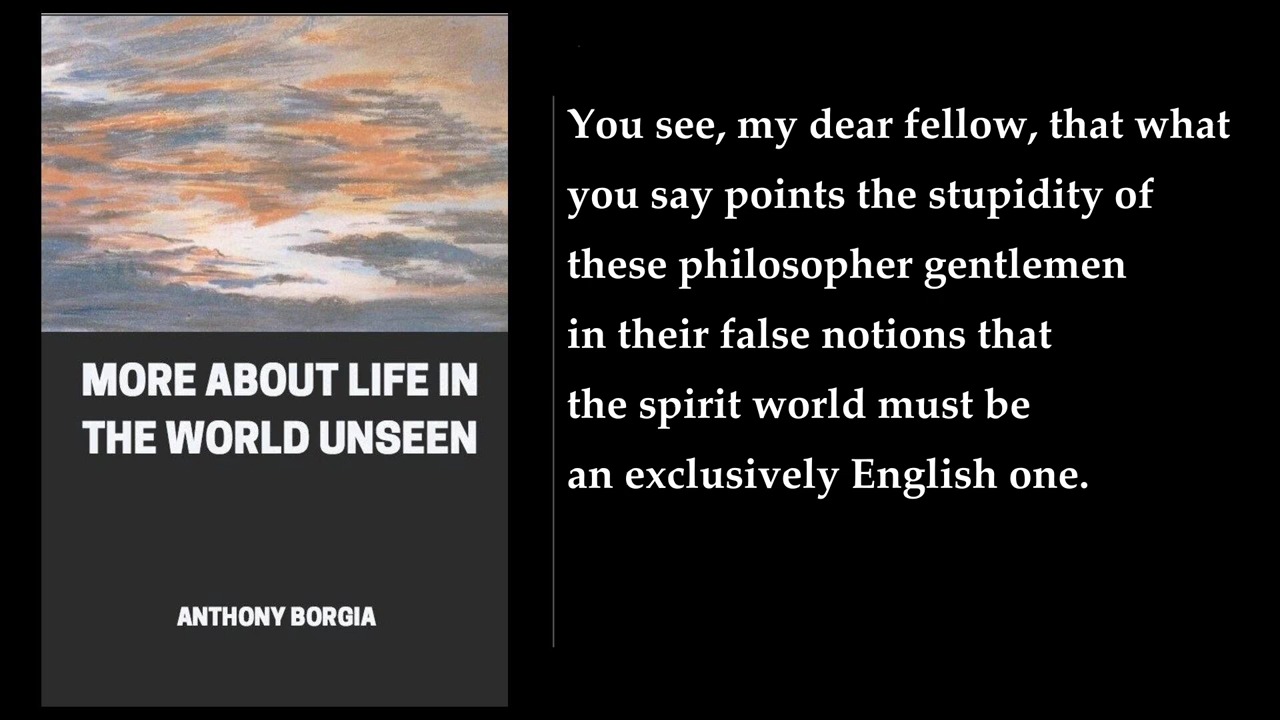 MORE ABOUT LIFE IN
THE WORLD UNSEEN
ANTHONY BORGIA
You see, my dear fellow, that what
you say points the stupidity of
these philosopher gentlemen
in their false notions that
the spirit world must be
an exclusively English one.